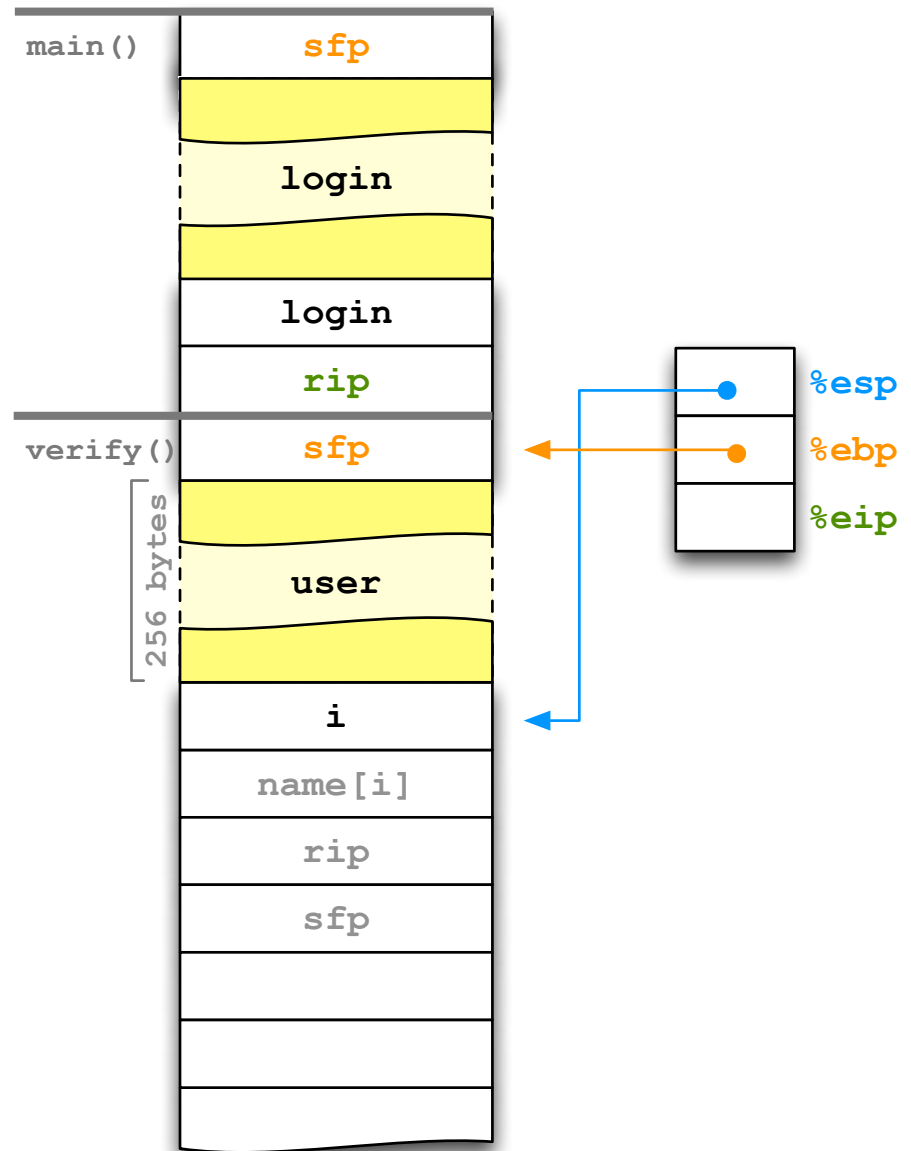 main()
sfp
login
login
rip
%esp
verify()
sfp
%ebp
%eip
256 bytes
user
i
name[i]
rip
sfp